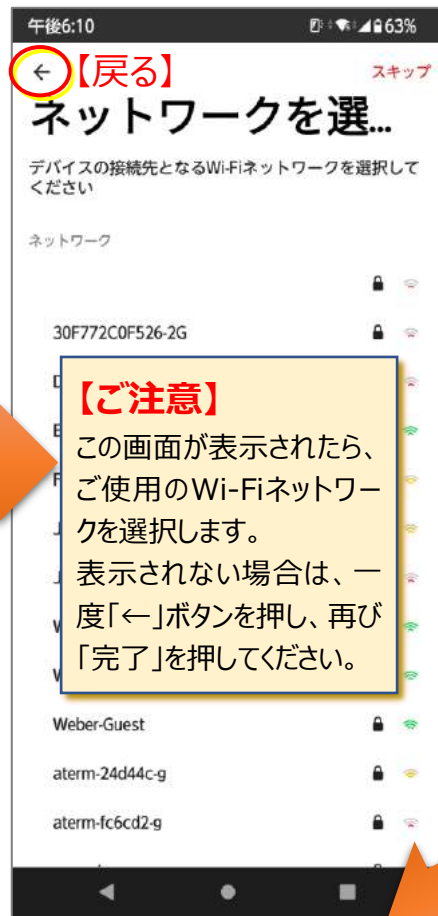 午後6:10
63%
← 【戻る】
スキップ
ネットワークを選...
デバイスの接続先となるWi-Fiネットワークを選択して
ください
ネットワーク
30F772C0F526-2G
【ご注意】
この画面が表示されたら、
ご使用のWi-Fiネットワー
クを選択します。
表示されない場合は、一
度「←」ボタンを押し、再び
「完了」を押してください。
Weber-Guest
aterm-24d44c-g
aterm-fc6cd2-g